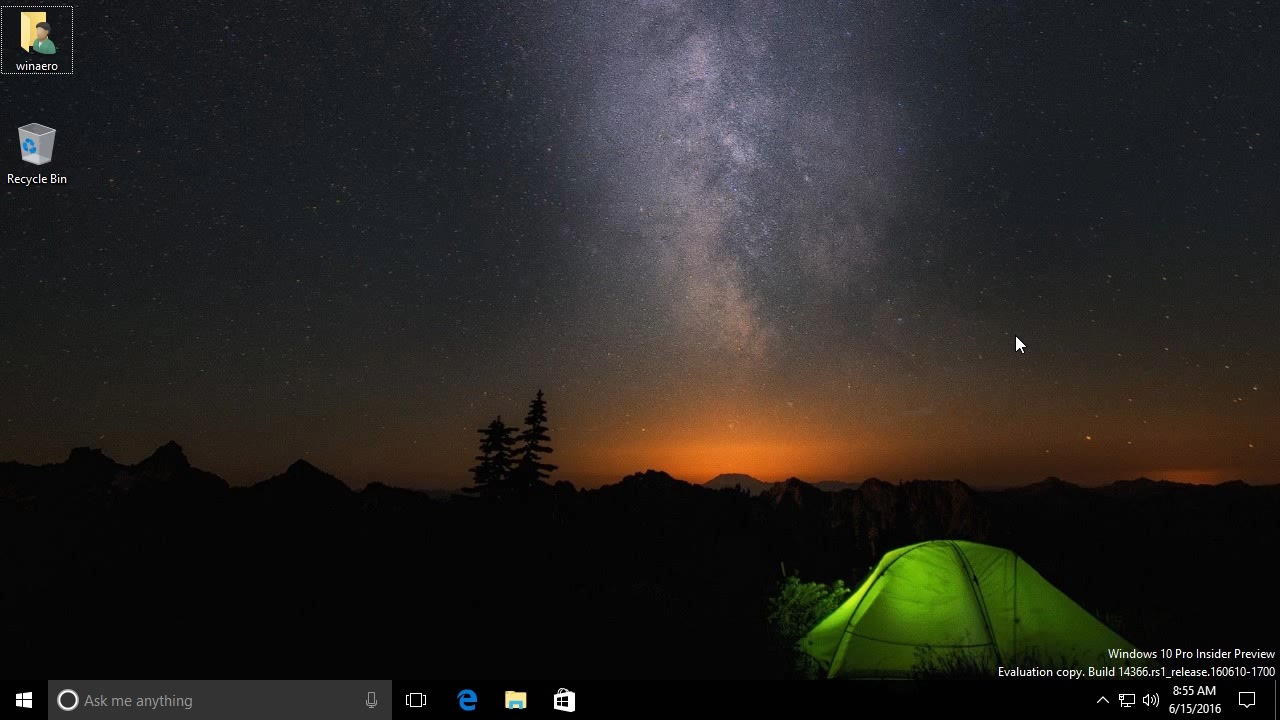 winaero
Recycle Bin
Windows 10 Pro Insider Preview
Evaluation copy. Build 14366.rs1_release.160610-1700
Ask me anything
8:55 AM
6/15/2016